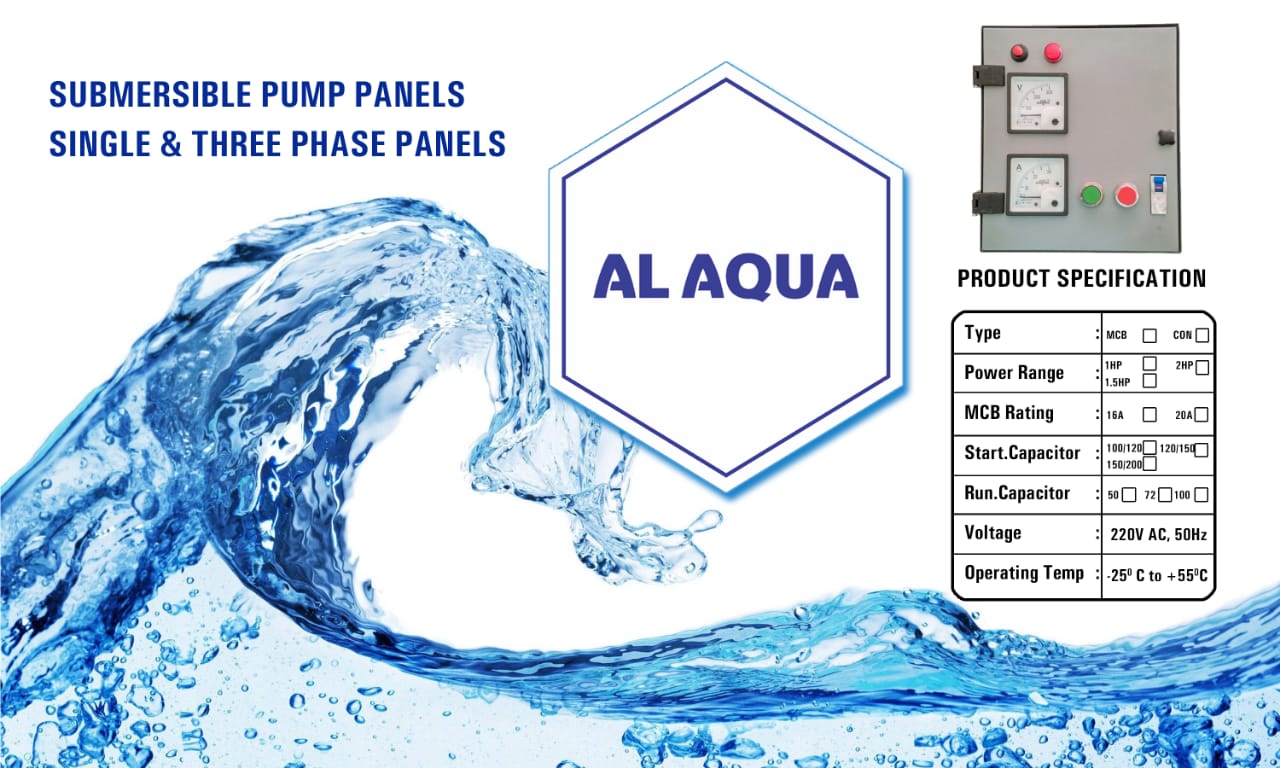 SUBMERSIBLE PUMP PANELS
SINGLE & THREE PHASE PANELS
AL AQUA
V
A
PRODUCT SPECIFICATION
Type : MCB CON
Power Range : 1HP 2HP
1.5HP
MCB Rating : 16A 20A
Start.Capacitor : 100/120 120/150
150/200
Run.Capacitor : 50 72 100
Voltage : 220V AC, 50Hz
Operating Temp : -25⁰ C to +55⁰C